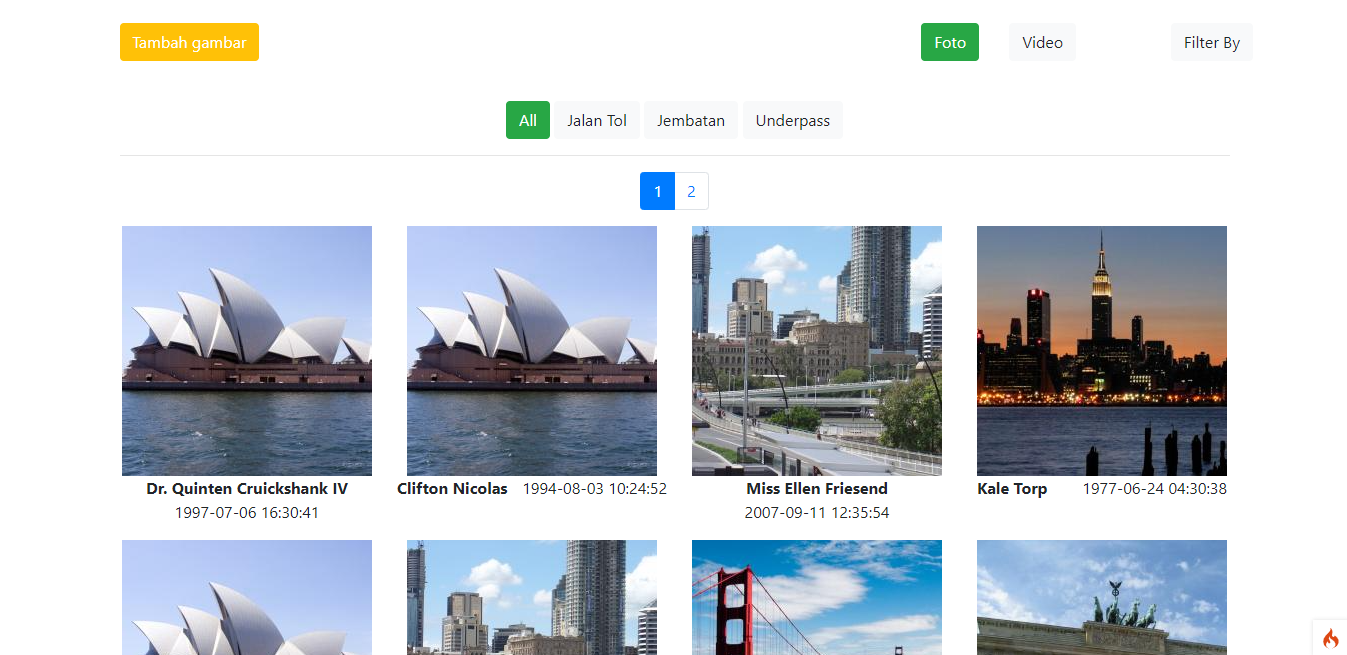 Tambah gambar Foto Video Filter By
All Jalan Tol Jembatan Underpass
1 2
Dr. Quinten Cruickshank IV
1997-07-06 16:30:41
Clifton Nicolas 1994-08-03 10:24:52
Miss Ellen Friesend
2007-09-11 12:35:54
Kale Torp 1977-06-24 04:30:38